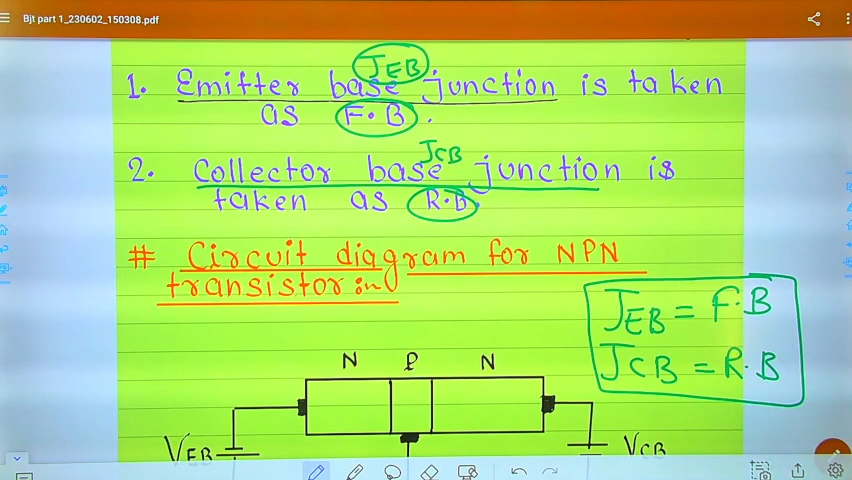 Bjt part 1_230602_150308.pdf
JEB
1. Emitter base junction is taken
as F.B.
JCB
2. Collector base junction is
taken as R.B.
# Circuit diagram for NPN
transistor :-
JEB = F.B
JCB = R.B
N P N
VEB
VCB